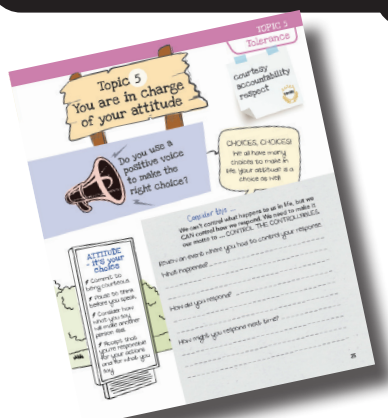 TOPIC 5
Tolerance
courtesy
accountability
respect
Topic 5
You are in charge
of your attitude
Do you use a
positive voice
to make the
right choice?
CHOICES, CHOICES!
We all have many
choices to make in
life. Your attitude is a
choice as well.
Consider this ...
We can't control what happens to us in life, but we
CAN control how we respond. We need to make it
our motto to ... CONTROL THE CONTROLLABLES.
an event where you had to control your response.
What happened?
How did you respond?
How might you respond next time?
ATTITUDE
- it's your
choice
Commit to
being courteous.
Pause to think
before you speak.
Consider how
what you say
will make another
person feel.
Accept that
you're responsible
for your actions
and for what you
say.